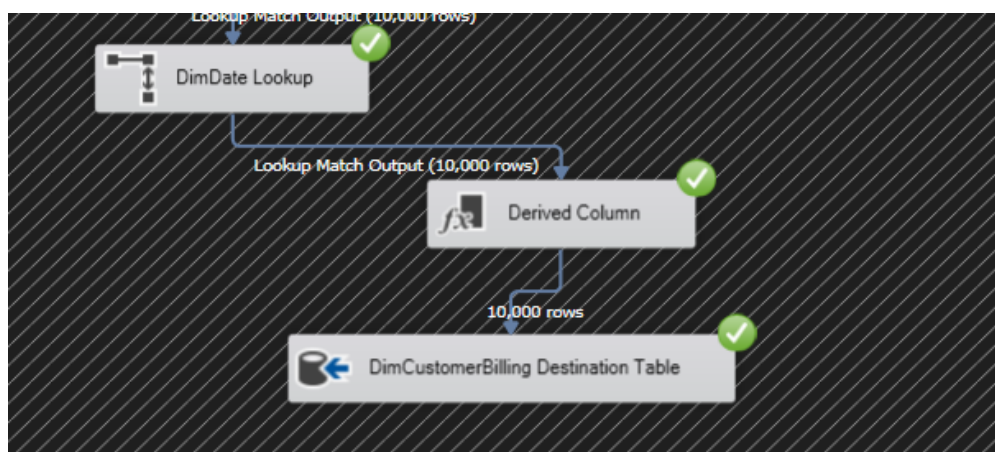 Lookup Match Output (10,000 rows)
DimDate Lookup
Lookup Match Output (10,000 rows)
fx
Derived Column
10,000 rows
DimCustomerBilling Destination Table